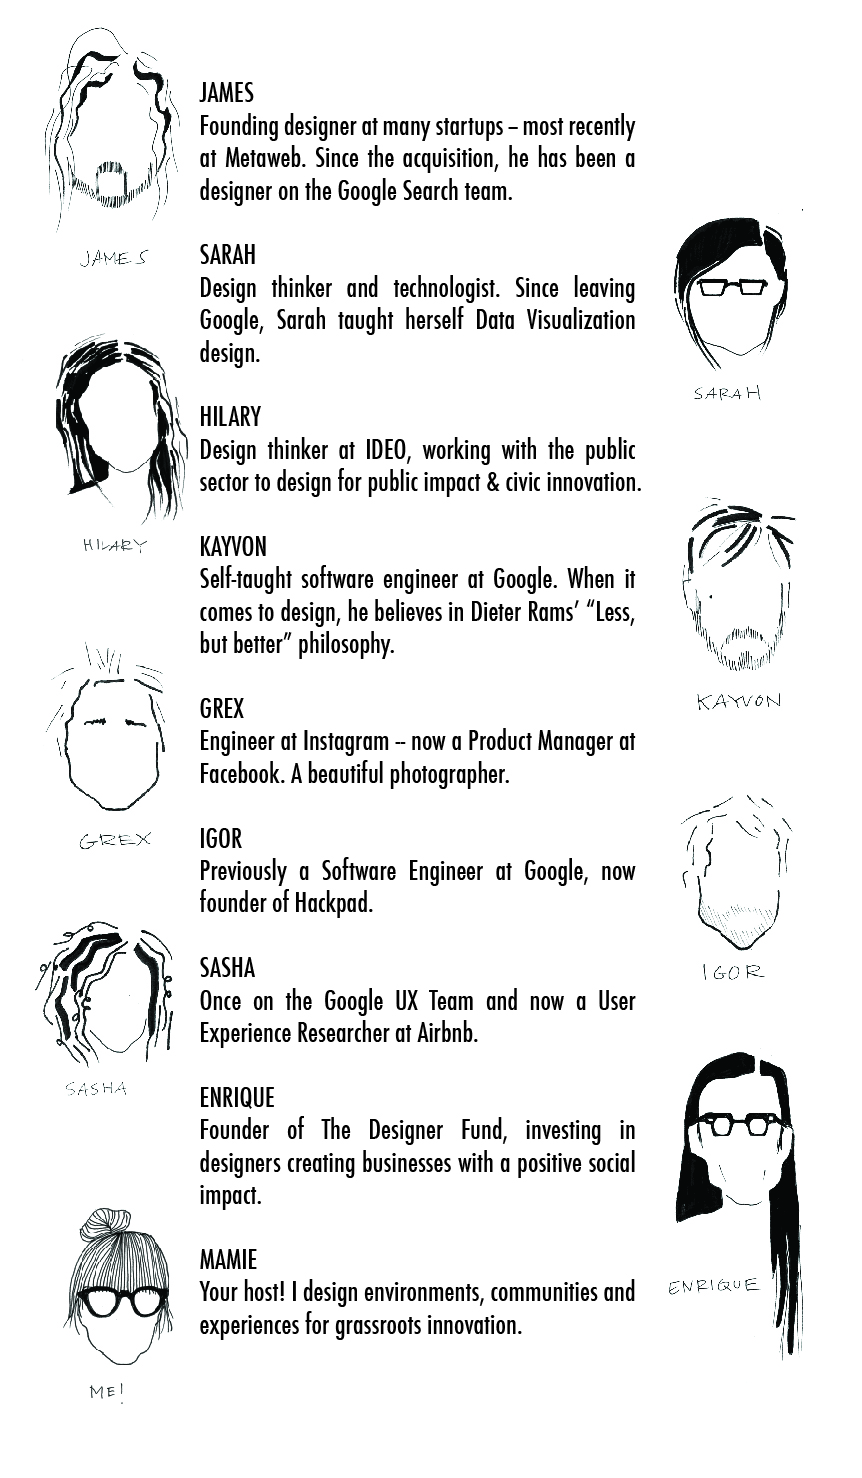 JAMES
Founding designer at many startups – most recently
at Metaweb. Since the acquisition, he has been a
designer on the Google Search team.
JAMES
SARAH
Design thinker and technologist. Since leaving
Google, Sarah taught herself Data Visualization
design.
SARAH
HILARY
Design thinker at IDEO, working with the public
sector to design for public impact & civic innovation.
HILARY
KAYVON
Self-taught software engineer at Google. When it
comes to design, he believes in Dieter Rams’ “Less,
but better” philosophy.
KAYVON
GREX
Engineer at Instagram -- now a Product Manager at
Facebook. A beautiful photographer.
GREX
IGOR
Previously a Software Engineer at Google, now
founder of Hackpad.
IGOR
SASHA
Once on the Google UX Team and now a User
Experience Researcher at Airbnb.
SASHA
ENRIQUE
Founder of The Designer Fund, investing in
designers creating businesses with a positive social
impact.
ENRIQUE
MAMIE
Your host! I design environments, communities and
experiences for grassroots innovation.
ME!